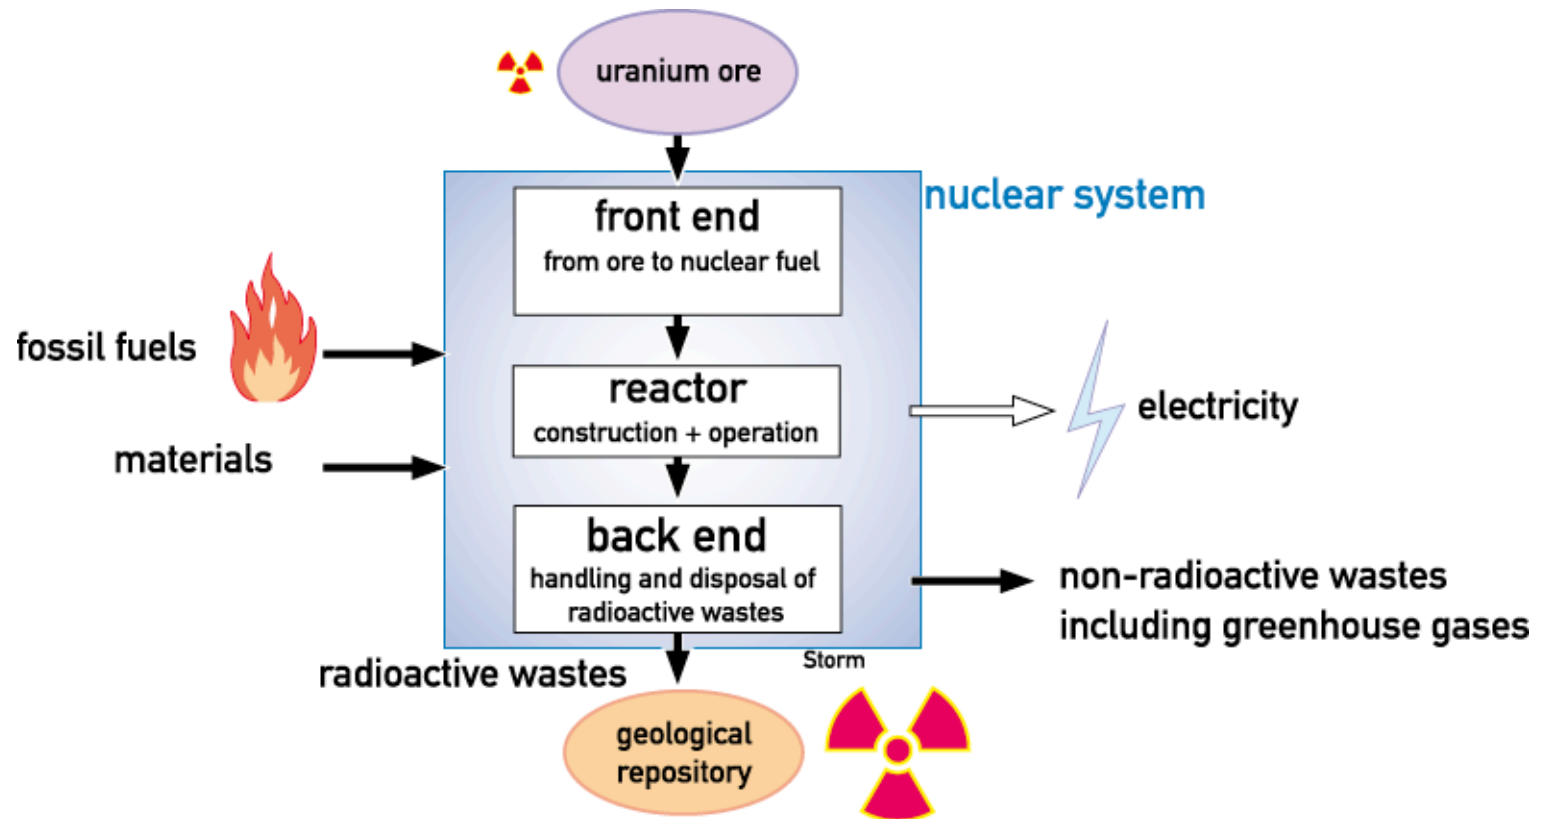 uranium ore
nuclear system
front end
from ore to nuclear fuel
fossil fuels
reactor
construction + operation
electricity
materials
back end
handling and disposal of
radioactive wastes
non-radioactive wastes
including greenhouse gases
Storm
radioactive wastes
geological
repository